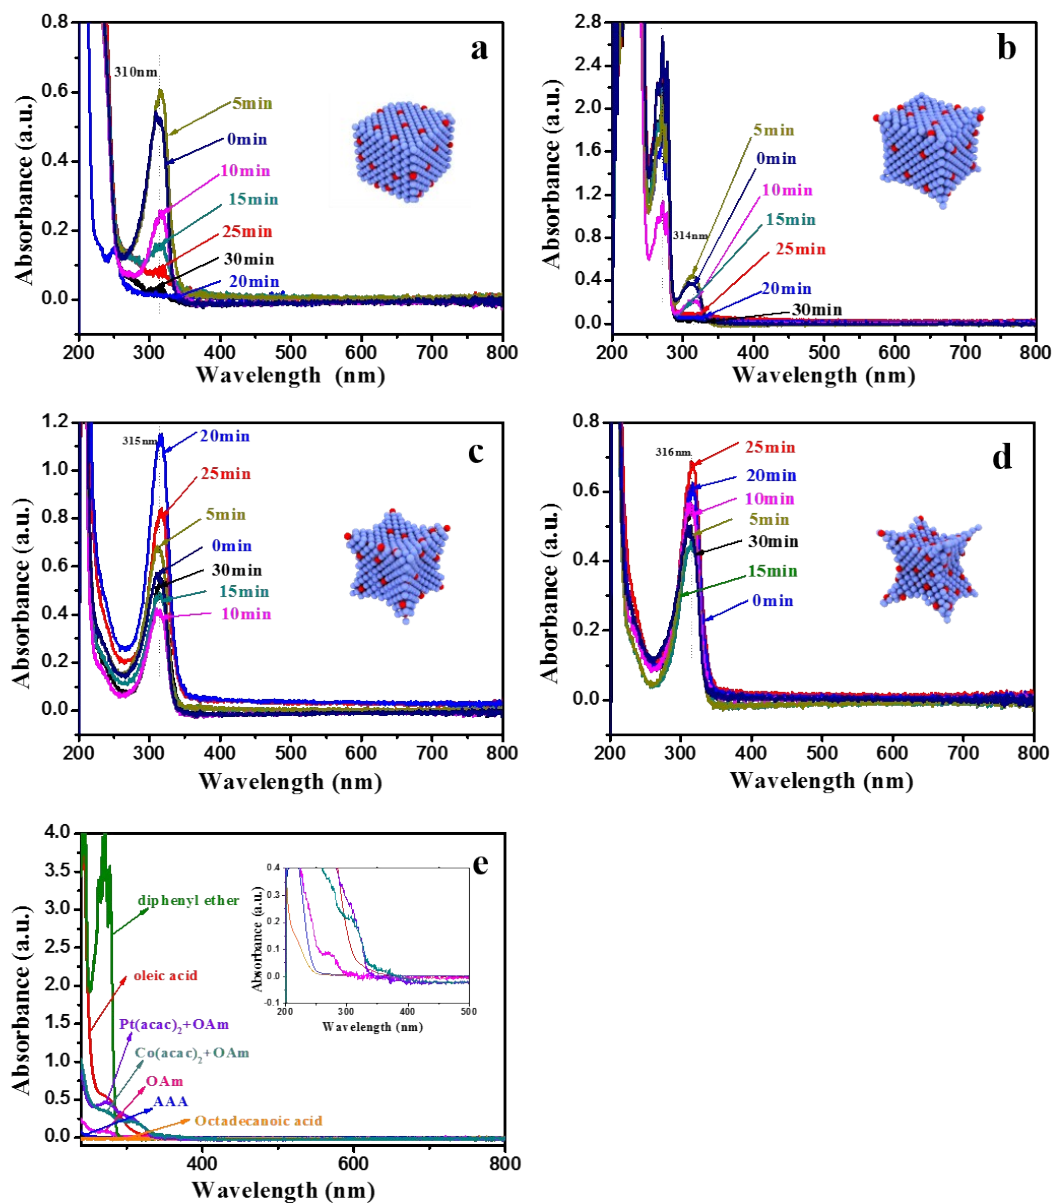 a
0.8
0.6
0.4
0.2
0.0
Absorbance (a.u.)
310nm
5min
0min
10min
15min
25min
30min
20min
200 300 400 500 600 700 800
Wavelength (nm)
b
2.8
2.4
2.0
1.6
1.2
0.8
0.4
0.0
Absorbance (a.u.)
314nm
5min
0min
10min
15min
25min
20min
30min
200 300 400 500 600 700 800
Wavelength (nm)
c
1.2
1.0
0.8
0.6
0.4
0.2
0.0
Absorbance (a.u.)
315nm
20min
25min
5min
0min
30min
15min
10min
200 300 400 500 600 700 800
Wavelength (nm)
d
0.8
0.6
0.4
0.2
0.0
Aborbance (a.u.)
316nm
25min
20min
10min
5min
30min
15min
0min
200 300 400 500 600 700 800
Wavelength (nm)
e
4.0
3.5
3.0
2.5
2.0
1.5
1.0
0.5
0.0
Absorbance (a.u.)
diphenyl ether
oleic acid
Pt(acac)2+OAm
Co(acac)2+OAm
OAm
AAA
Octadecanoic acid
400 600 800
Wavelength (nm)
0.4
0.3
0.2
0.1
0.0
-0.1
Absorbance (a.u.)
200 250 300 350 400 450 500
Wavelength (nm)